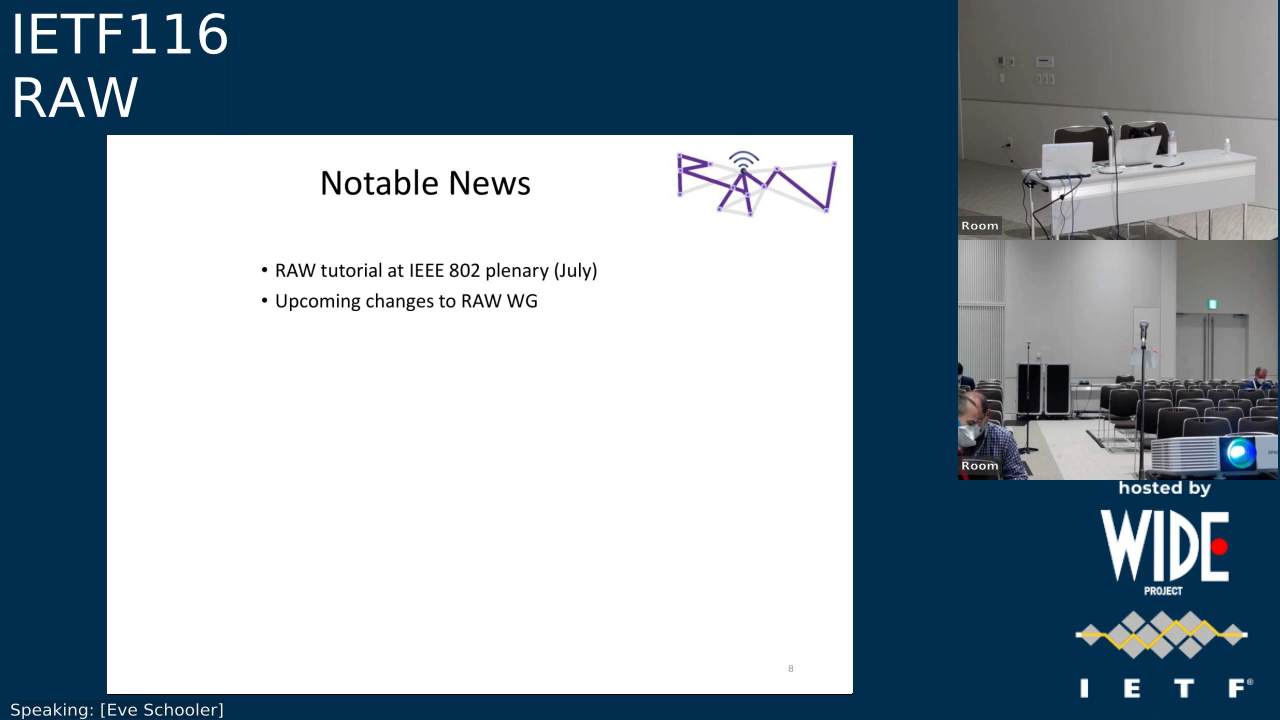 IETF116
RAW
Notable News
RAW
• RAW tutorial at IEEE 802 plenary (July)
• Upcoming changes to RAW WG
8
Room
Room
hosted by
WIDE
PROJECT
I E T F®
Speaking: [Eve Schooler]